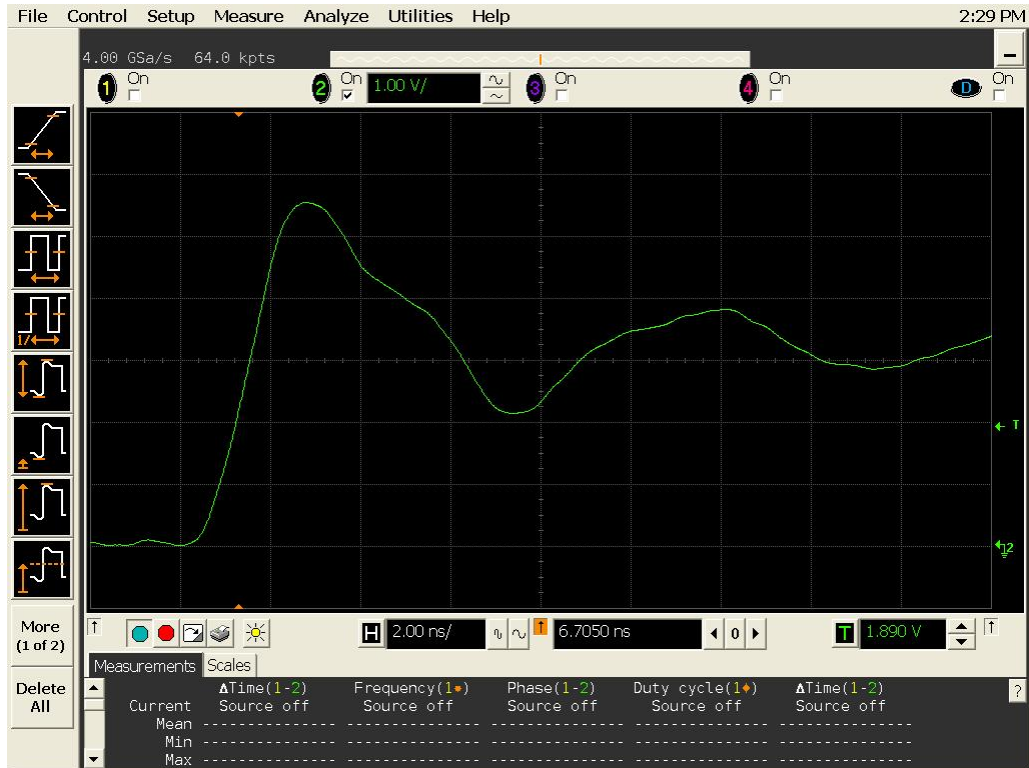 File Control Setup Measure Analyze Utilities Help 2:29 PM
4.00 GSa/s 64.0 kpts
1 On 2 On 1.00 V/ 3 On 4 On D On
T
2
1/
More
(1 of 2)
Delete
All
H 2.00 ns/ 6.7050 ns 0 T 1.890 V
Measurements Scales
ΔTime(1-2) Frequency(1) Phase(1-2) Duty cycle(1) ΔTime(1-2) ?
Current Source off Source off Source off Source off Source off
Mean -------------- -------------- -------------- -------------- --------------
Min -------------- -------------- -------------- -------------- --------------
Max -------------- -------------- -------------- -------------- --------------